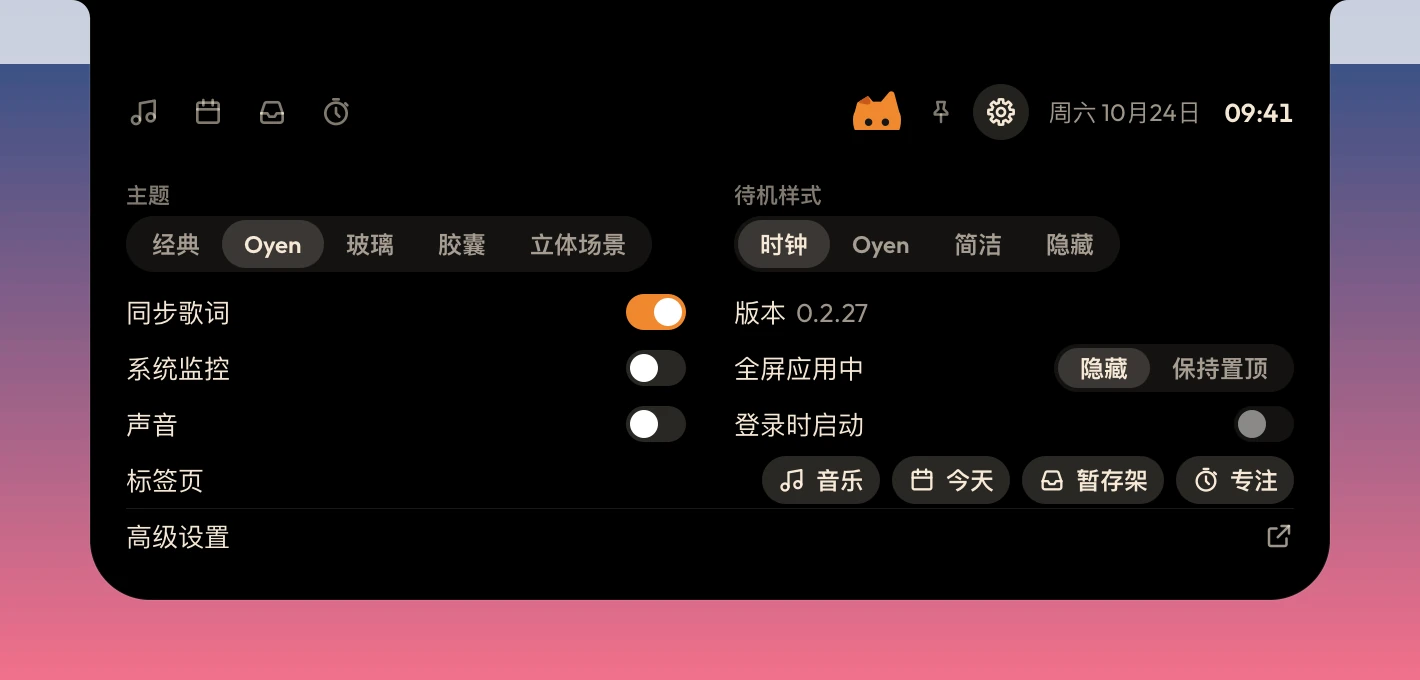 周六 10月24日 09:41
主题
经典 Oyen 玻璃 胶囊 立体场景
待机样式
时钟 Oyen 简洁 隐藏
同步歌词
版本 0.2.27
系统监控
全屏应用中 隐藏 保持置顶
声音
登录时启动
标签页 音乐 今天 暂存架 专注
高级设置